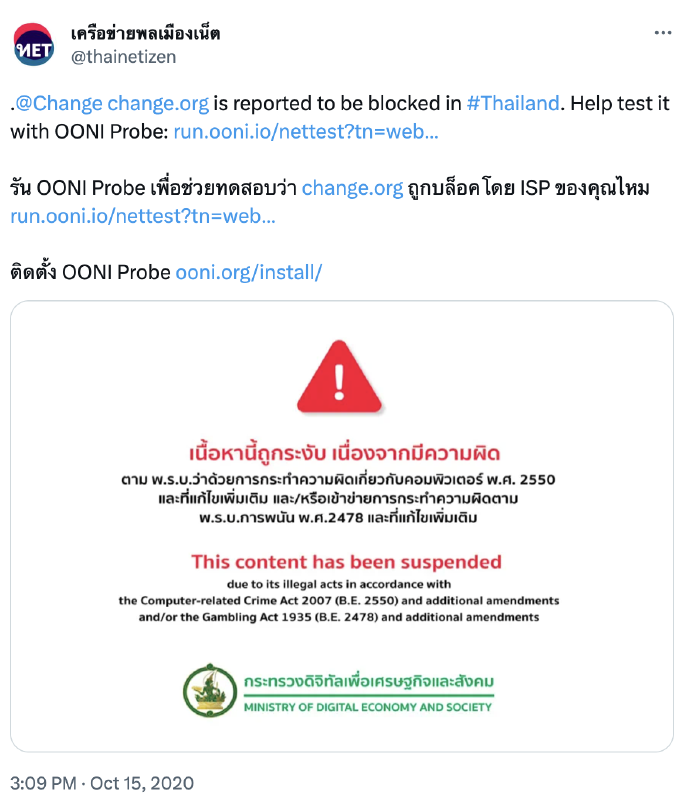 เครือข่ายพลเมืองเน็ต
@thainetizen
.@Change change.org is reported to be blocked in #Thailand. Help test it
with OONI Probe: run.ooni.io/nettest?tn=web...
รัน OONI Probe เพื่อช่วยทดสอบว่า change.org ถูกบล็อคโดย ISP ของคุณไหม
run.ooni.io/nettest?tn=web...
ติดตั้ง OONI Probe ooni.org/install/
เนื้อหานี้ถูกระงับ เนื่องจากมีความผิด
ตาม พ.ร.บ.ว่าด้วยการกระทำความผิดเกี่ยวกับคอมพิวเตอร์ พ.ศ. 2550
และที่แก้ไขเพิ่มเติม และ/หรือเข้าข่ายการกระทำความผิดตาม
พ.ร.บ.การพนัน พ.ศ.2478 และที่แก้ไขเพิ่มเติม
This content has been suspended
due to its illegal acts in accordance with
the Computer-related Crime Act 2007 (B.E. 2550) and additional amendments
and/or the Gambling Act 1935 (B.E. 2478) and additional amendments
กระทรวงดิจิทัลเพื่อเศรษฐกิจและสังคม
MINISTRY OF DIGITAL ECONOMY AND SOCIETY
3:09 PM · Oct 15, 2020